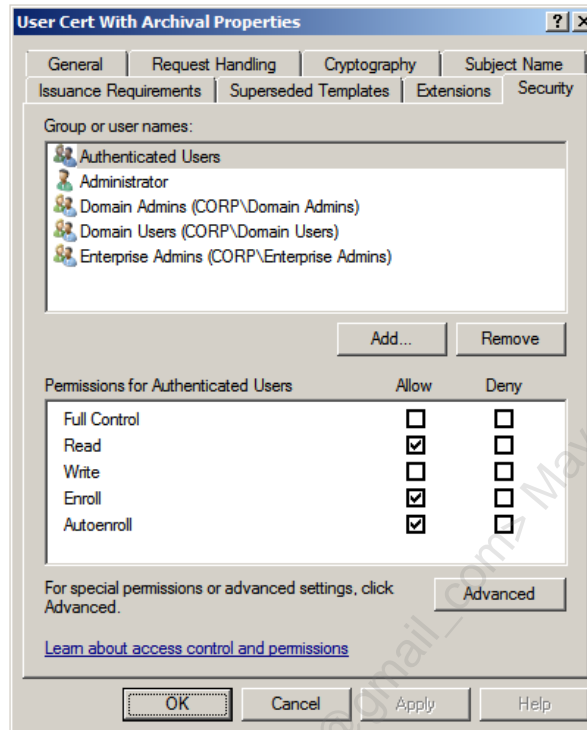 User Cert With Archival Properties
General Request Handling Cryptography Subject Name
Issuance Requirements Superseded Templates Extensions Security
Group or user names:
Authenticated Users
Administrator
Domain Admins (CORP\Domain Admins)
Domain Users (CORP\Domain Users)
Enterprise Admins (CORP\Enterprise Admins)
Add... Remove
Permissions for Authenticated Users Allow Deny
Full Control
Read
Write
Enroll
Autoenroll
For special permissions or advanced settings, click
Advanced.
Advanced
Learn about access control and permissions
OK Cancel Apply Help
@gmail_com> May